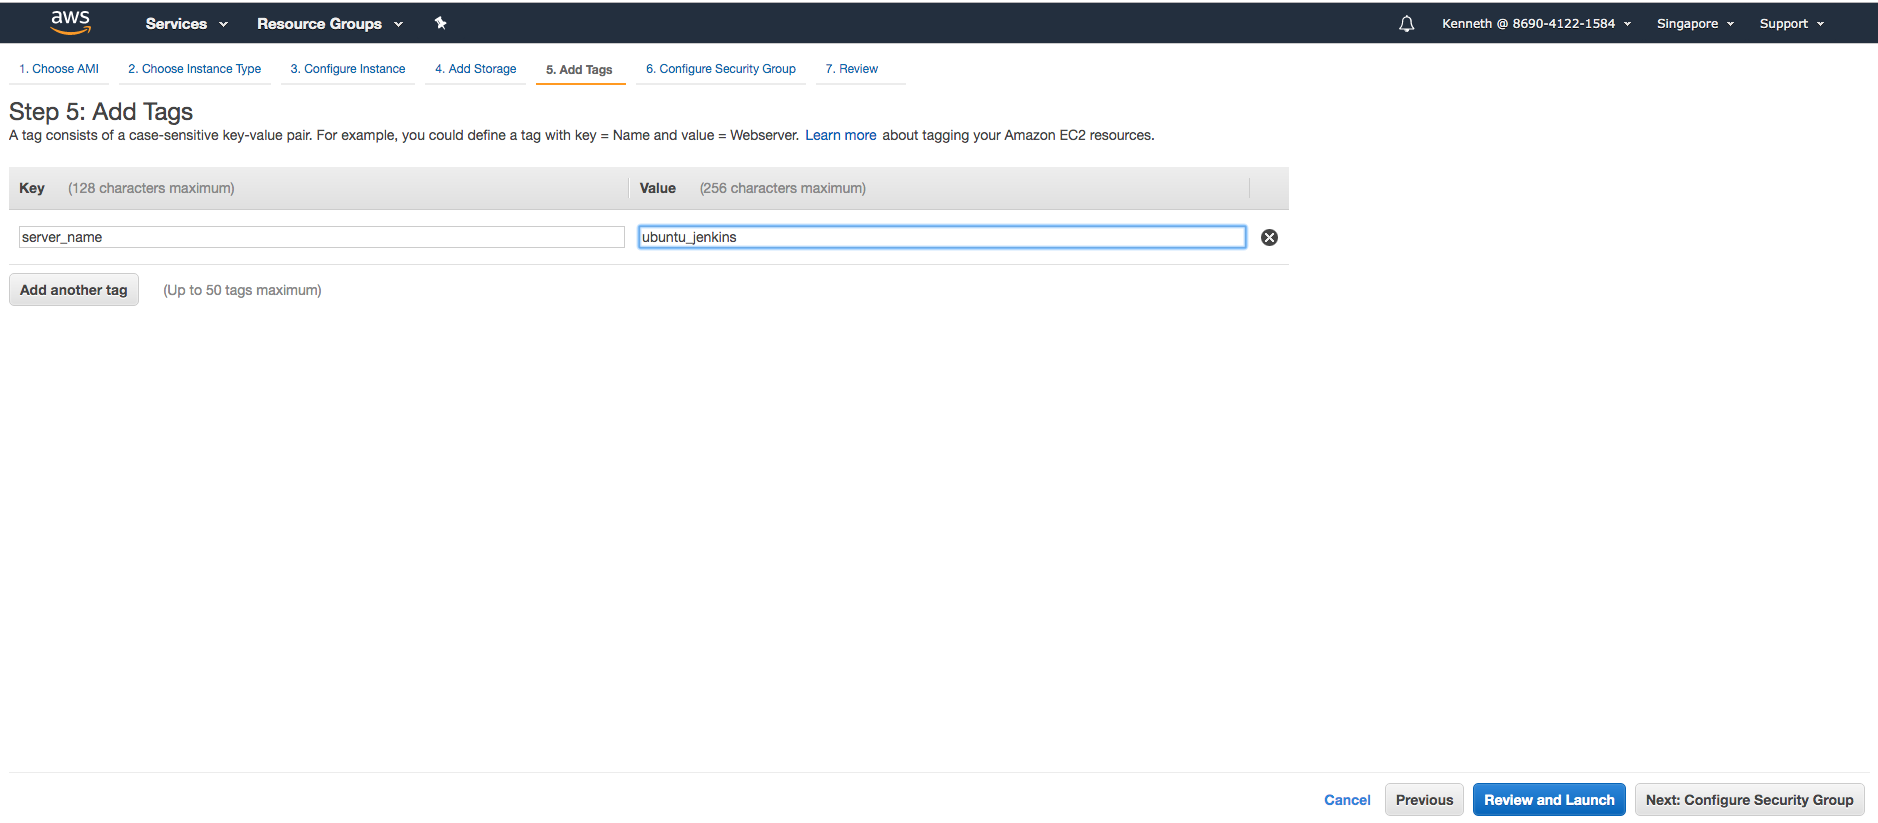 aws Services Resource Groups Kenneth @ 8690-4122-1584 Singapore Support
1. Choose AMI 2. Choose Instance Type 3. Configure Instance 4. Add Storage 5. Add Tags 6. Configure Security Group 7. Review
Step 5: Add Tags
A tag consists of a case-sensitive key-value pair. For example, you could define a tag with key = Name and value = Webserver. Learn more about tagging your Amazon EC2 resources.
Key (128 characters maximum) Value (256 characters maximum)
server_name ubuntu_jenkins
Add another tag (Up to 50 tags maximum)
Cancel Previous Review and Launch Next: Configure Security Group